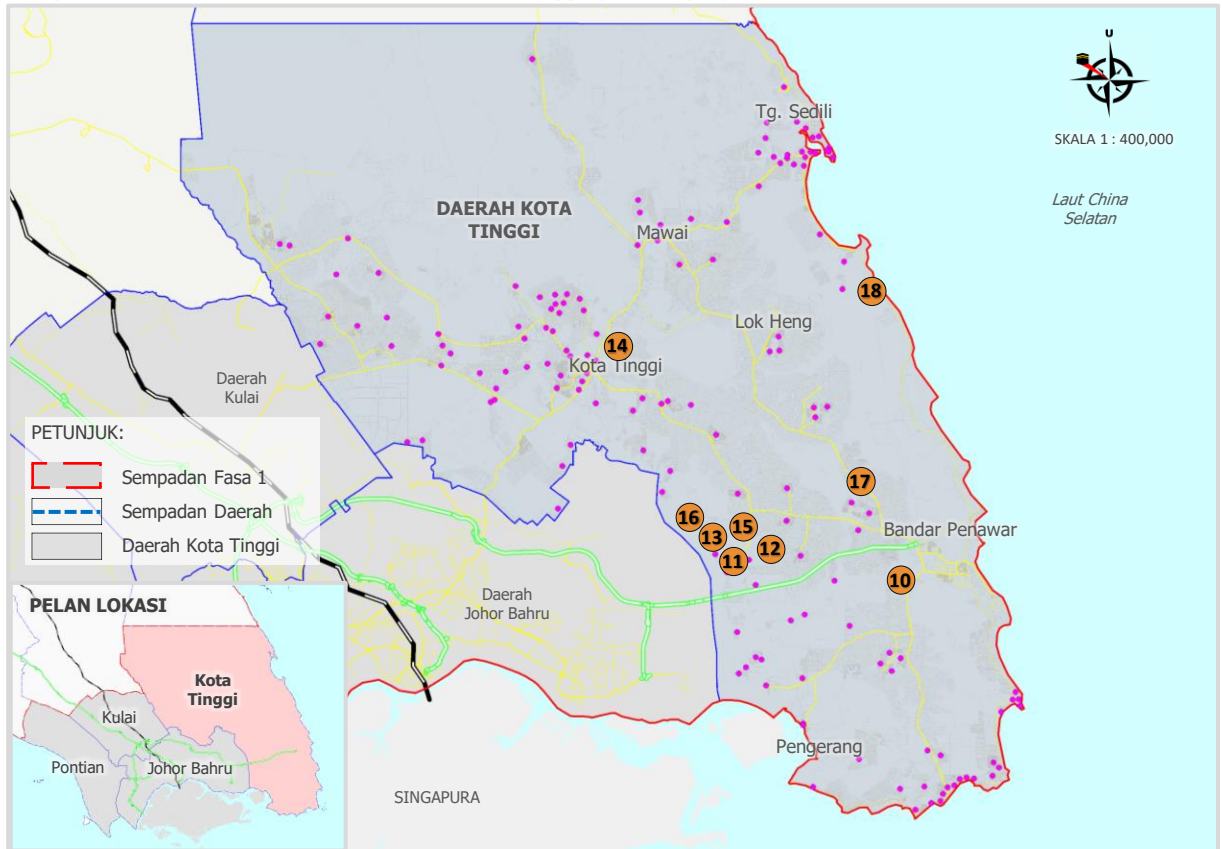 U
SKALA 1 : 400,000
Laut China
Selatan
Tg. Sedili
DAERAH KOTA
TINGGI
Mawai
18
Lok Heng
14
Kota Tinggi
Daerah
Kulai
PETUNJUK:
Sempadan Fasa 1
Sempadan Daerah
Daerah Kota Tinggi
17
16
15
13
12
11
Bandar Penawar
10
Daerah
Johor Bahru
PELAN LOKASI
Kota
Tinggi
Kulai
Pontian
Johor Bahru
Pengerang
SINGAPURA